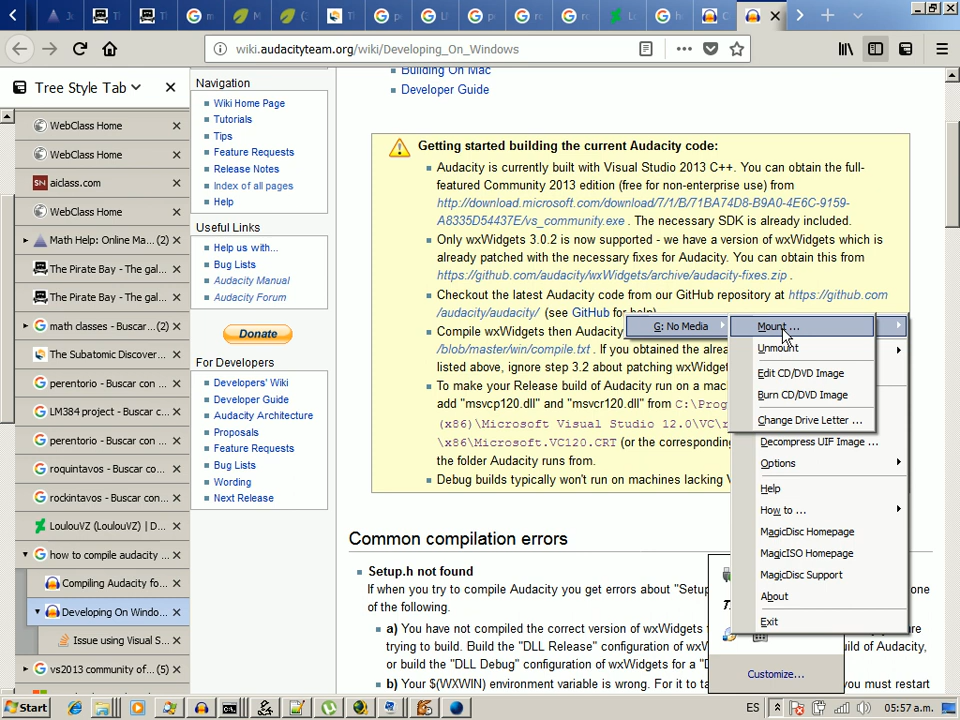 wiki.audacityteam.org/wiki/Developing_On_Windows
Tree Style Tab
WebClass Home
WebClass Home
aiclass.com
WebClass Home
Math Help: Online Ma... (2)
The Pirate Bay - The gal...
The Pirate Bay - The gal...
math classes - Buscar... (2)
The Subatomic Discover...
perentorio - Buscar con ...
LM384 project - Buscar ...
perentorio - Buscar con ...
roquintavos - Buscar con...
rockintavos - Buscar con...
LoulouVZ (LoulouVZ) | D...
how to compile audacity ...
Compiling Audacity fo...
Developing On Windo...
Issue using Visual S...
vs2013 community of... (5)
Navigation
Wiki Home Page
Tutorials
Tips
Feature Requests
Release Notes
Index of all pages
Help
Useful Links
Help us with...
Bug Lists
Audacity Manual
Audacity Forum
Donate
For Developers
Developers' Wiki
Developer Guide
Audacity Architecture
Proposals
Feature Requests
Bug Lists
Wording
Next Release
Building On Mac
Developer Guide
Getting started building the current Audacity code:
Audacity is currently built with Visual Studio 2013 C++. You can obtain the full-
featured Community 2013 edition (free for non-enterprise use) from
http://download.microsoft.com/download/7/1/B/71BA74D8-B9A0-4E6C-9159-
A8335D54437E/vs_community.exe . The necessary SDK is already included.
Only wxWidgets 3.0.2 is now supported - we have a version of wxWidgets which is
already patched with the necessary fixes for Audacity. You can obtain this from
https://github.com/audacity/wxWidgets/archive/audacity-fixes.zip .
Checkout the latest Audacity code from our GitHub repository at https://github.com
/audacity/audacity/ (see GitHub for help)
Compile wxWidgets then Audacity
/blob/master/win/compile.txt . If you obtained the alrea
listed above, ignore step 3.2 about patching wxWidg
To make your Release build of Audacity run on a mac
add "msvcp120.dll" and "msvcr120.dll" from C:\Prog
(x86)\Microsoft Visual Studio 12.0\VC\r
\x86\Microsoft.VC120.CRT (or the corresponding
the folder Audacity runs from.
Debug builds typically won't run on machines lacking V
Common compilation errors
Setup.h not found
If when you try to compile Audacity you get errors about "Setup
one
of the following.
a) You have not compiled the correct version of wxWidgets f
are
trying to build. Build the "DLL Release" configuration of wxW
ild of Audacity,
or build the "DLL Debug" configuration of wxWidgets for a "D
b) Your $(WXWIN) environment variable is wrong. For it to ta
u must restart
G: No Media
Mount ...
Unmount
Edit CD/DVD Image
Burn CD/DVD Image
Change Drive Letter ...
Decompress UIF Image ...
Options
Help
How to ...
MagicDisc Homepage
MagicISO Homepage
MagicDisc Support
About
Exit
Customize...
Start
ES
05:57 a.m.